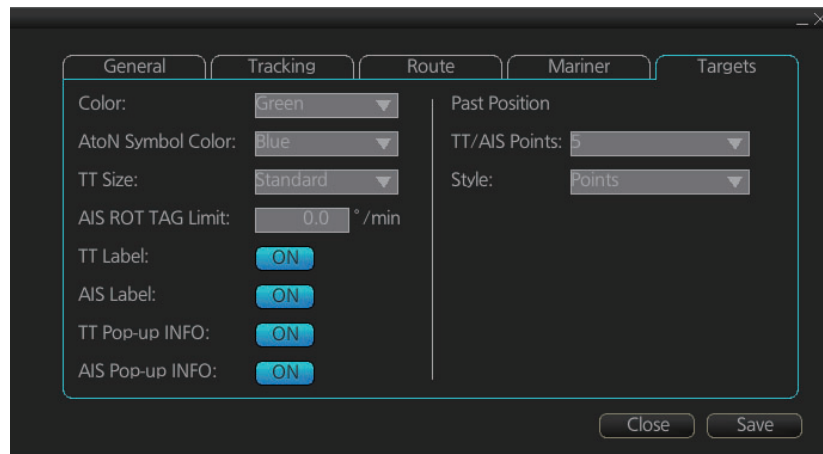 General Tracking Route Mariner Targets
Color: Green
AtoN Symbol Color: Blue
TT Size: Standard
AIS ROT TAG Limit: 0.0 °/min
TT Label: ON
AIS Label: ON
TT Pop-up INFO: ON
AIS Pop-up INFO: ON
Past Position
TT/AIS Points: 5
Style: Points
Close Save